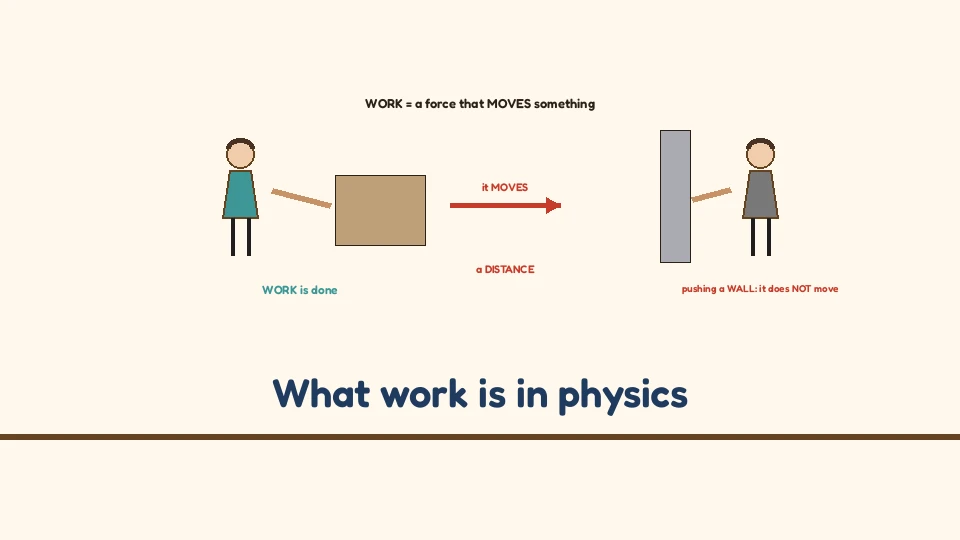 WORK = a force that MOVES something
it MOVES
a DISTANCE
WORK is done
pushing a WALL: it does NOT move
What work is in physics